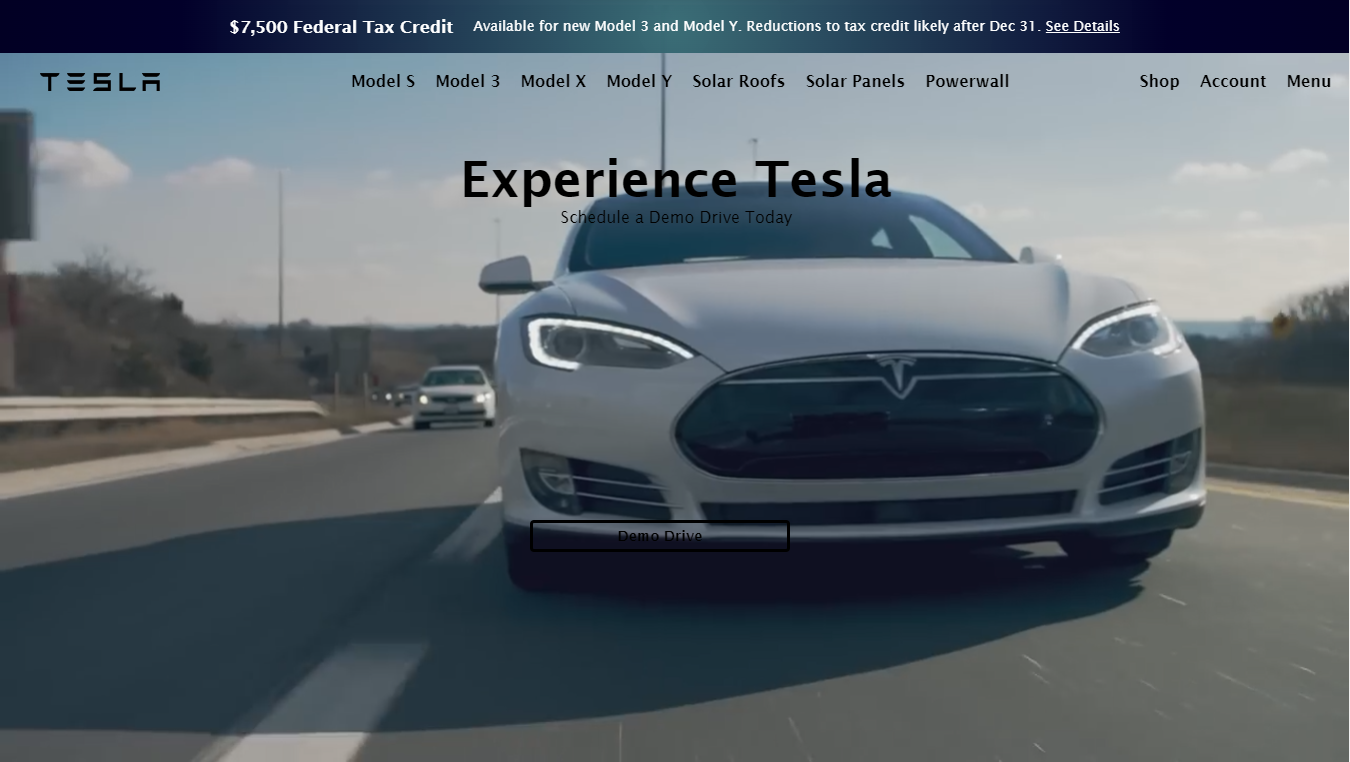 $7,500 Federal Tax Credit Available for new Model 3 and Model Y. Reductions to tax credit likely after Dec 31. See Details
TESLA Model S Model 3 Model X Model Y Solar Roofs Solar Panels Powerwall Shop Account Menu
Experience Tesla
Schedule a Demo Drive Today
Demo Drive